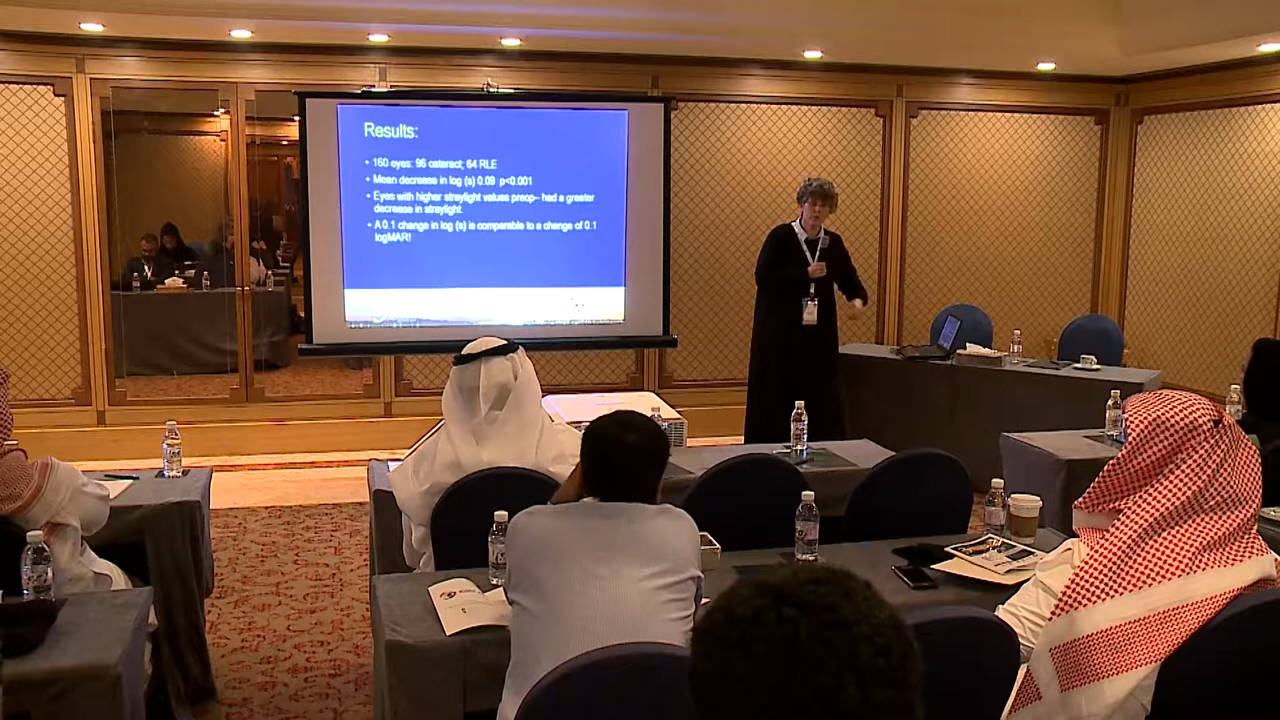 Results:
• 160 eyes: 96 cataract; 64 RLE
• Mean decrease in log (s) 0.09 p<0.001
• Eyes with higher straylight values preop– had a greater
decrease in straylight.
• A 0.1 change in log (s) is comparable to a change of 0.1
logMAR!